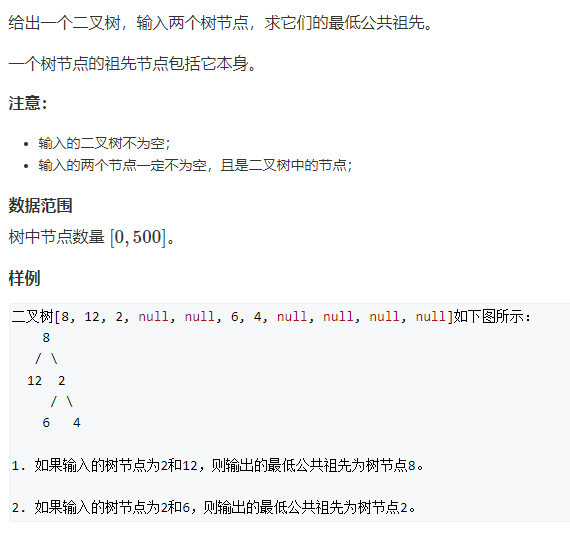 给出一个二叉树，输入两个树节点，求它们的最低公共祖先。
一个树节点的祖先节点包括它本身。
注意：
输入的二叉树不为空；
输入的两个节点一定不为空，且是二叉树中的节点；
数据范围
树中节点数量 [0, 500]。
样例
二叉树[8, 12, 2, null, null, 6, 4, null, null, null, null]如下图所示：
8
/ \
12 2
/ \
6 4
1. 如果输入的树节点为2和12，则输出的最低公共祖先为树节点8。
2. 如果输入的树节点为2和6，则输出的最低公共祖先为树节点2。